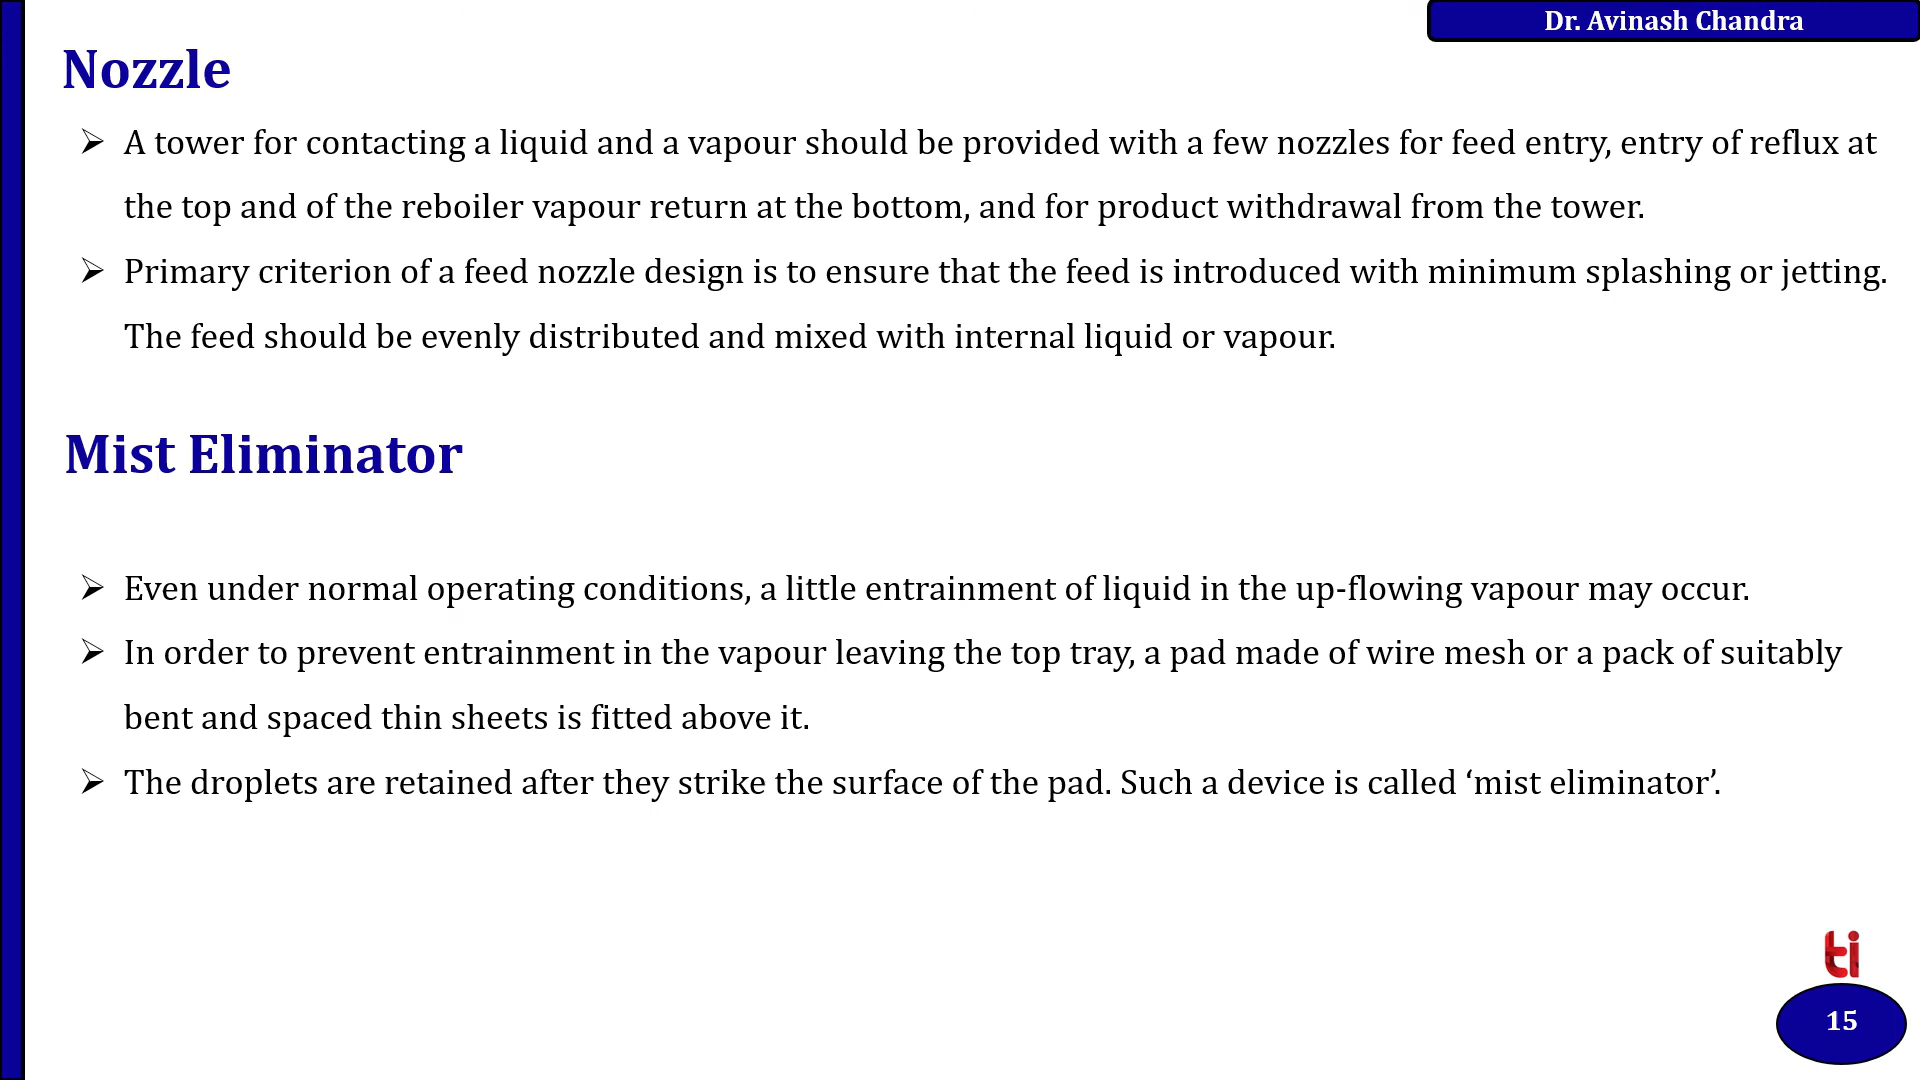 Dr. Avinash Chandra
Nozzle
➢ A tower for contacting a liquid and a vapour should be provided with a few nozzles for feed entry, entry of reflux at
the top and of the reboiler vapour return at the bottom, and for product withdrawal from the tower.
➢ Primary criterion of a feed nozzle design is to ensure that the feed is introduced with minimum splashing or jetting.
The feed should be evenly distributed and mixed with internal liquid or vapour.
Mist Eliminator
➢ Even under normal operating conditions, a little entrainment of liquid in the up-flowing vapour may occur.
➢ In order to prevent entrainment in the vapour leaving the top tray, a pad made of wire mesh or a pack of suitably
bent and spaced thin sheets is fitted above it.
➢ The droplets are retained after they strike the surface of the pad. Such a device is called ‘mist eliminator’.
ti
15